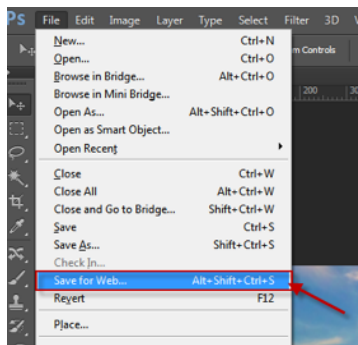 Ps File Edit Image Layer Type Select Filter 3D
New... Ctrl+N
Open... Ctrl+O
Browse in Bridge... Alt+Ctrl+O
Browse in Mini Bridge...
Open As... Alt+Shift+Ctrl+O
Open as Smart Object...
Open Recent
Close Ctrl+W
Close All Alt+Ctrl+W
Close and Go to Bridge... Shift+Ctrl+W
Save Ctrl+S
Save As... Shift+Ctrl+S
Check In...
Save for Web... Alt+Shift+Ctrl+S
Revert F12
Place...
Controls
200